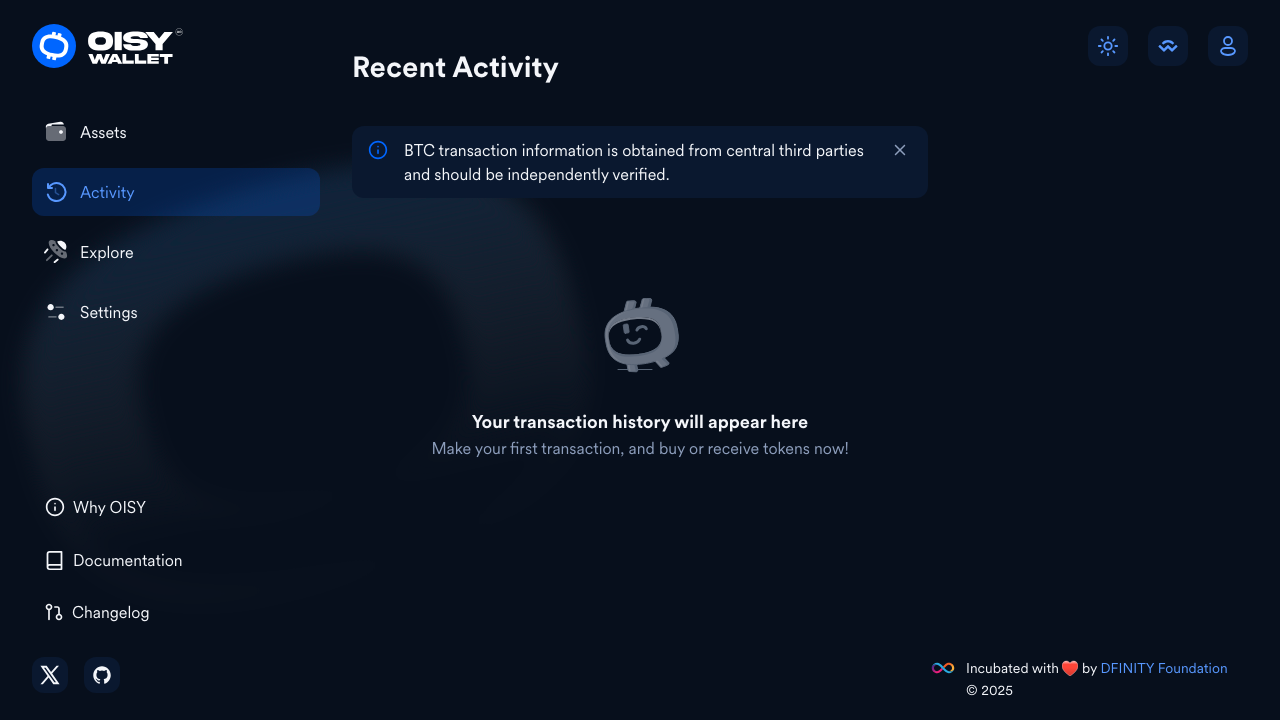 OISY
WALLET
Recent Activity
Assets
BTC transaction information is obtained from central third parties
and should be independently verified.
Activity
Explore
Settings
Your transaction history will appear here
Make your first transaction, and buy or receive tokens now!
Why OISY
Documentation
Changelog
Incubated with ❤️ by DFINITY Foundation
© 2025